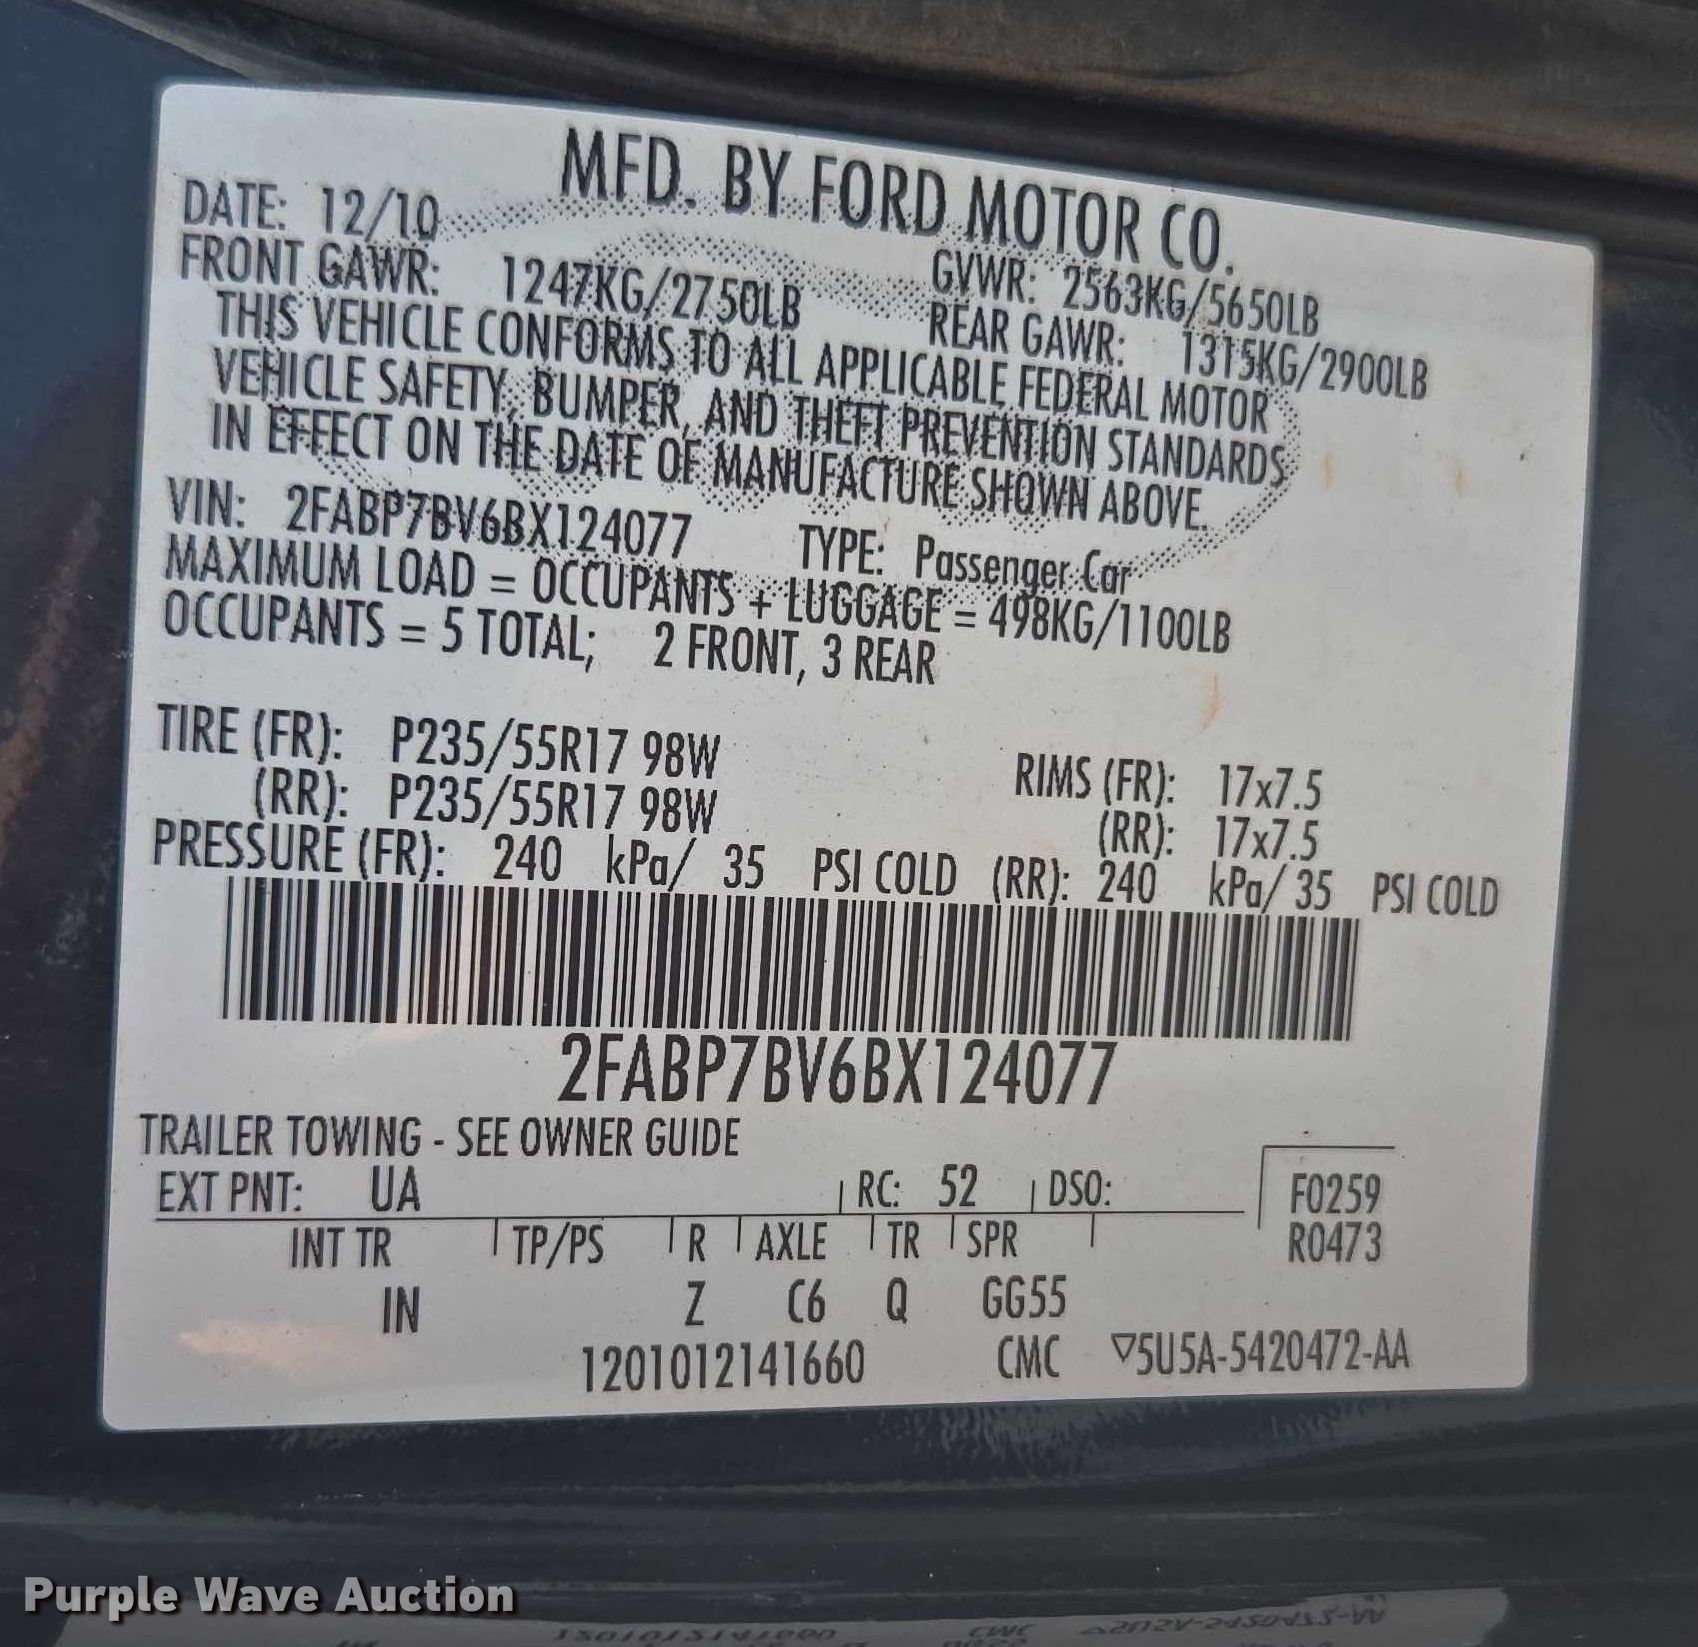 MFD. BY FORD MOTOR CO.
DATE: 12/10 GVWR: 2563KG/5650LB
FRONT GAWR: 1247KG/2750LB REAR GAWR: 1315KG/2900LB
THIS VEHICLE CONFORMS TO ALL APPLICABLE FEDERAL MOTOR
VEHICLE SAFETY, BUMPER, AND THEFT PREVENTION STANDARDS
IN EFFECT ON THE DATE OF MANUFACTURE SHOWN ABOVE.
VIN: 2FABP7BV6BX124077 TYPE: Passenger Car
MAXIMUM LOAD = OCCUPANTS + LUGGAGE = 498KG/1100LB
OCCUPANTS = 5 TOTAL; 2 FRONT, 3 REAR
TIRE (FR): P235/55R17 98W RIMS (FR): 17x7.5
(RR): P235/55R17 98W (RR): 17x7.5
PRESSURE (FR): 240 kPa/ 35 PSI COLD (RR): 240 kPa/ 35 PSI COLD
2FABP7BV6BX124077
TRAILER TOWING - SEE OWNER GUIDE
EXT PNT: UA RC: 52 DSO: F0259
INT TR TP/PS R AXLE TR SPR R0473
IN Z C6 Q GG55
1201012141660 CMC ▽5U5A-5420472-AA
Purple Wave Auction